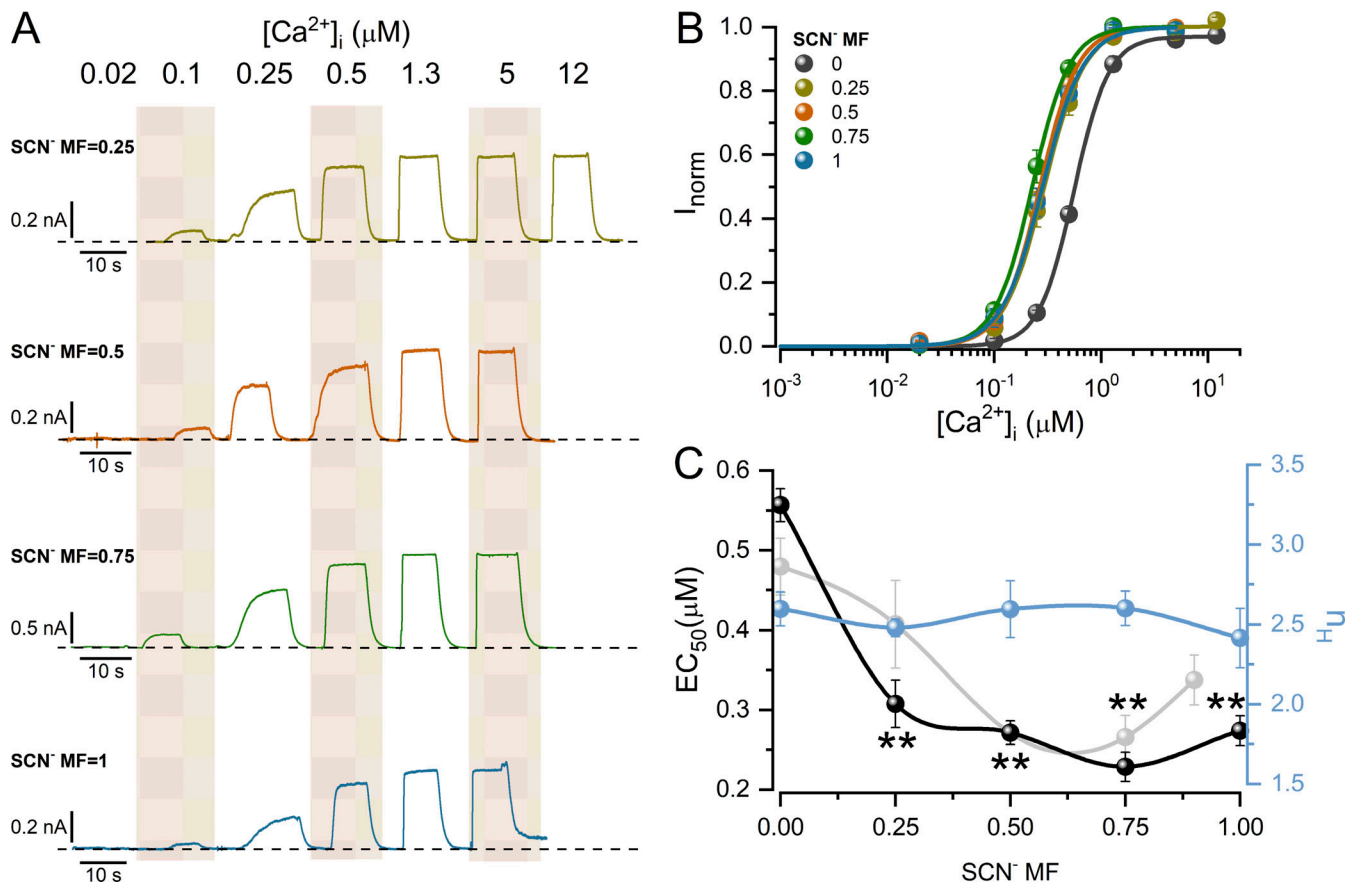 A
[Ca²⁺]ᵢ (μM)
0.02 0.1 0.25 0.5 1.3 5 12
SCN⁻ MF=0.25
0.2 nA
10 s
SCN⁻ MF=0.5
0.2 nA
10 s
SCN⁻ MF=0.75
0.5 nA
10 s
SCN⁻ MF=1
0.2 nA
10 s
B
SCN⁻ MF
0
0.25
0.5
0.75
1
1.0
0.8
0.6
0.4
0.2
0.0
Iₙₒᵣₘ
10⁻³ 10⁻² 10⁻¹ 10⁰ 10¹
[Ca²⁺]ᵢ (μM)
C
0.6
0.5
0.4
0.3
0.2
EC₅₀(μM)
3.5
3.0
2.5
2.0
1.5
n_H
** ** ** **
0.00 0.25 0.50 0.75 1.00
SCN⁻ MF